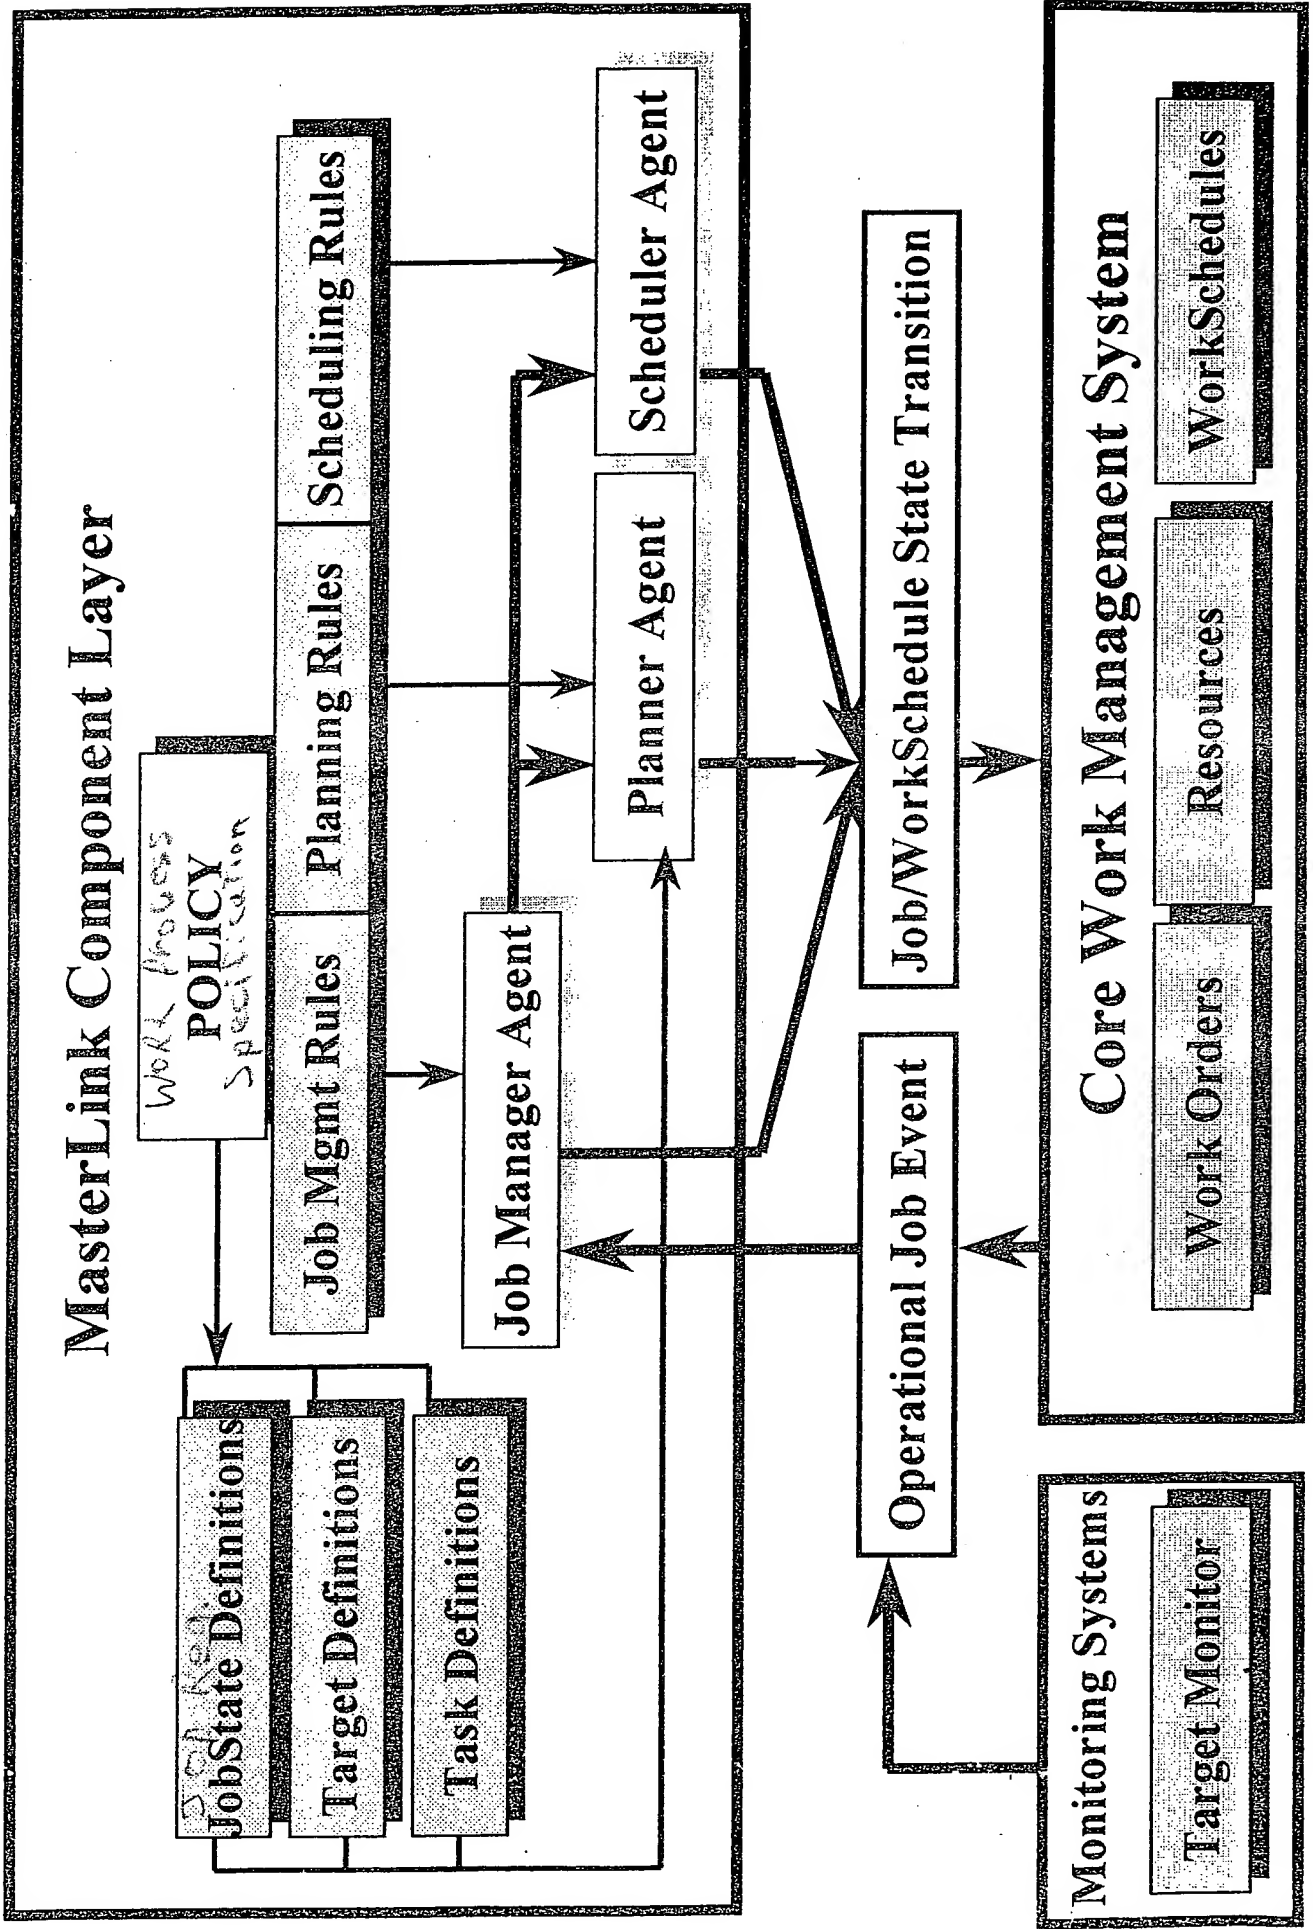 MasterLink Component Layer
Work Process
POLICY
Specification
JobState Definitions
Target Definitions
Task Definitions
Job Mgmt Rules
Planning Rules
Scheduling Rules
Job Manager Agent
Planner Agent
Scheduler Agent
Operational Job Event
Job/WorkSchedule State Transition
Monitoring Systems
Target Monitor
Core Work Management System
Work Orders
Resources
WorkSchedules